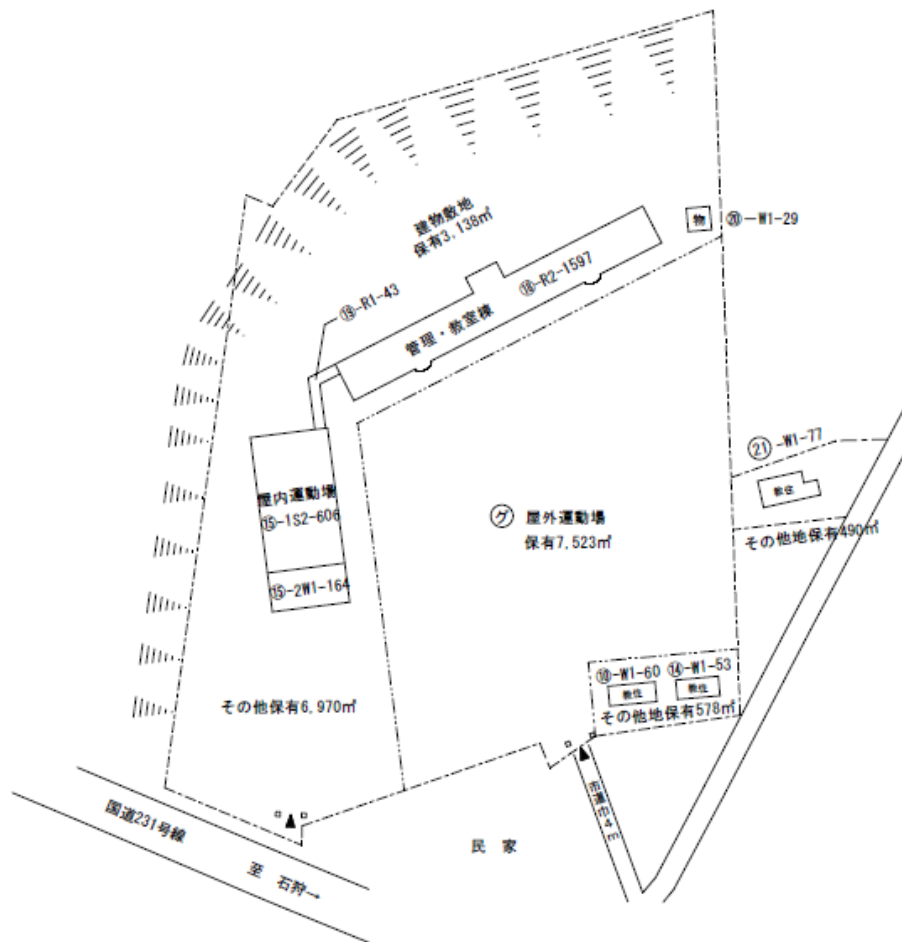 建物敷地
保有3,138㎡
物
⑳－W1-29
⑲-R1-43
⑱-R2-1597
管理・教室棟
㉑-W1-77
教住
その他地保有490㎡
屋内運動場
⑮-1S2-606
⑮-2W1-164
グ 屋外運動場
保有7,523㎡
⑩-W1-60 ⑭-W1-53
教住 教住
その他地保有578㎡
その他保有6,970㎡
市道巾4m
国道231号線
至 石狩→
民 家